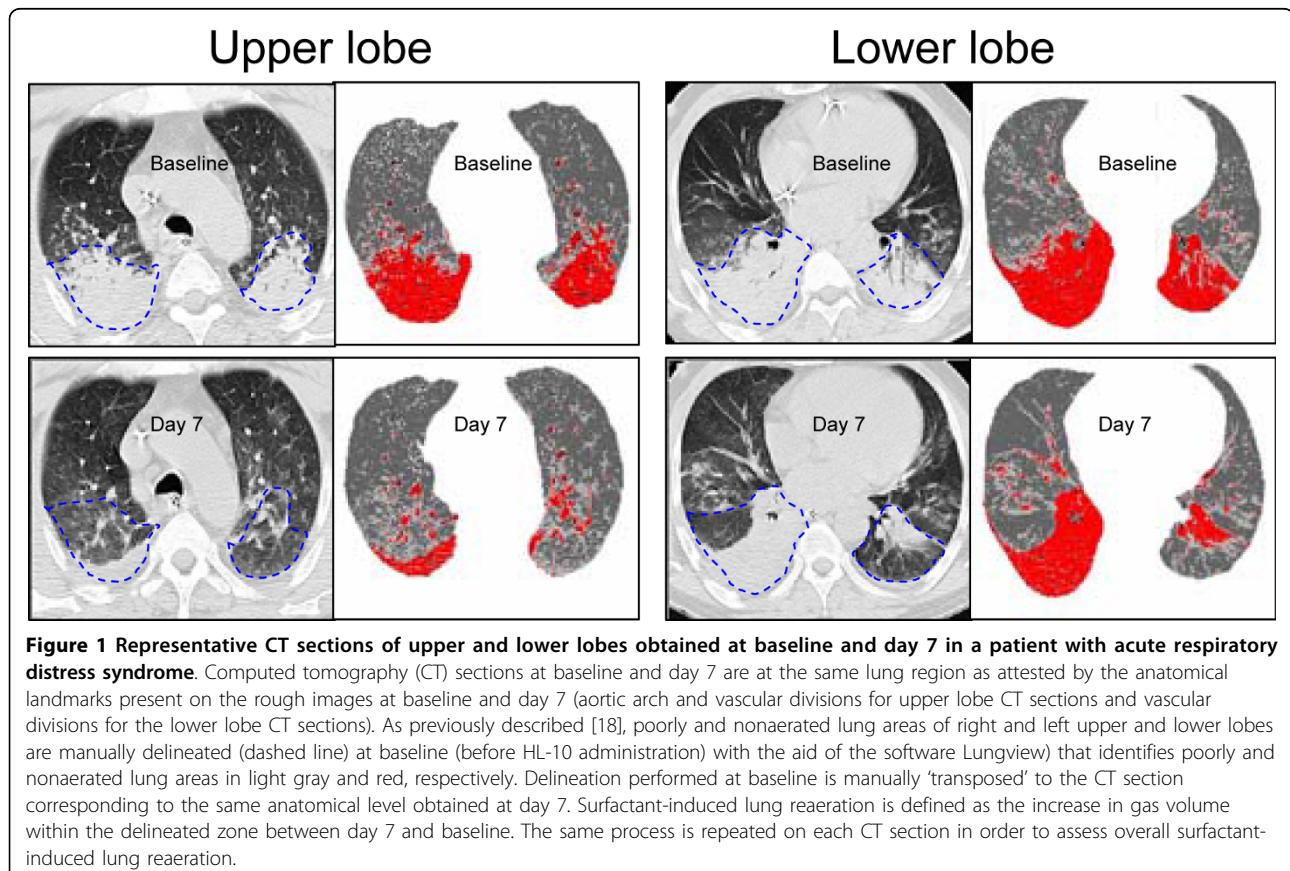 Upper lobe
Lower lobe
Baseline
Baseline
Baseline
Baseline
Day 7
Day 7
Day 7
Day 7
Figure 1 Representative CT sections of upper and lower lobes obtained at baseline and day 7 in a patient with acute respiratory
distress syndrome. Computed tomography (CT) sections at baseline and day 7 are at the same lung region as attested by the anatomical
landmarks present on the rough images at baseline and day 7 (aortic arch and vascular divisions for upper lobe CT sections and vascular
divisions for the lower lobe CT sections). As previously described [18], poorly and nonaerated lung areas of right and left upper and lower lobes
are manually delineated (dashed line) at baseline (before HL-10 administration) with the aid of the software Lungview) that identifies poorly and
nonaerated lung areas in light gray and red, respectively. Delineation performed at baseline is manually ‘transposed’ to the CT section
corresponding to the same anatomical level obtained at day 7. Surfactant-induced lung reaeration is defined as the increase in gas volume
within the delineated zone between day 7 and baseline. The same process is repeated on each CT section in order to assess overall surfactant-
induced lung reaeration.